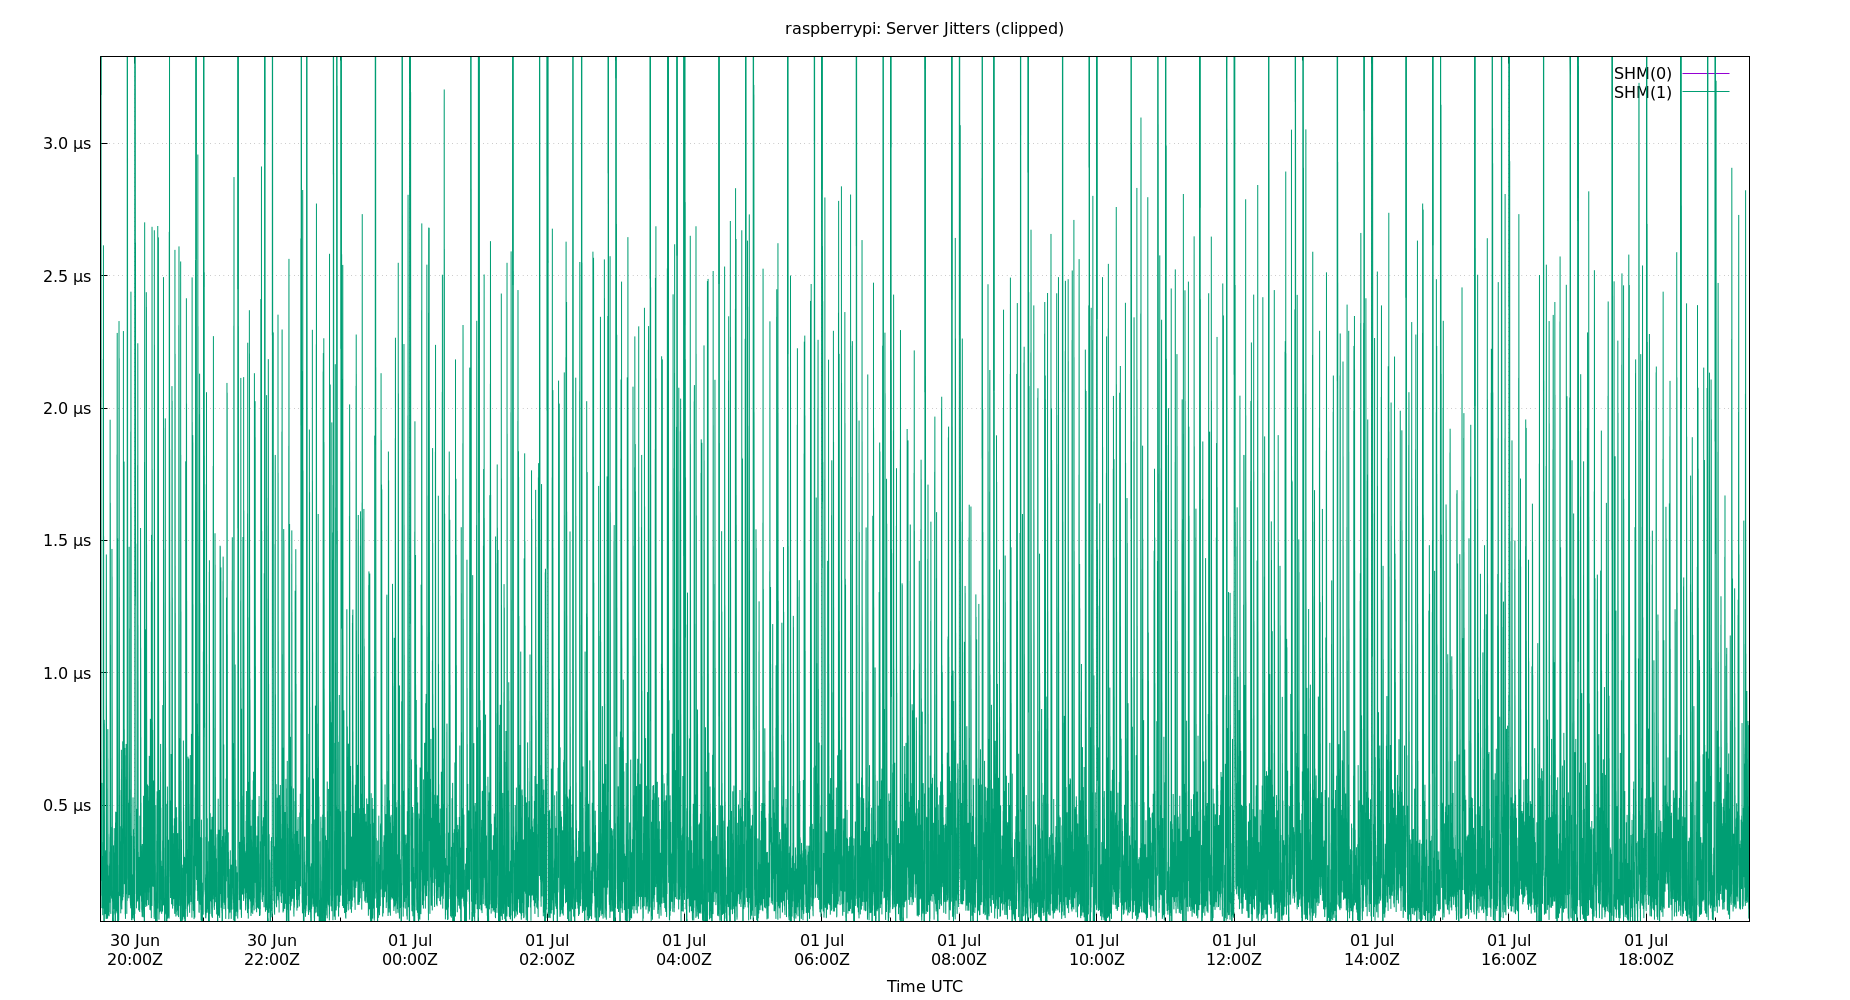 raspberrypi: Server Jitters (clipped)
SHM(0)
SHM(1)
3.0 µs
2.5 µs
2.0 µs
1.5 µs
1.0 µs
0.5 µs
30 Jun 30 Jun 01 Jul 01 Jul 01 Jul 01 Jul 01 Jul 01 Jul 01 Jul 01 Jul 01 Jul 01 Jul
20:00Z 22:00Z 00:00Z 02:00Z 04:00Z 06:00Z 08:00Z 10:00Z 12:00Z 14:00Z 16:00Z 18:00Z
Time UTC